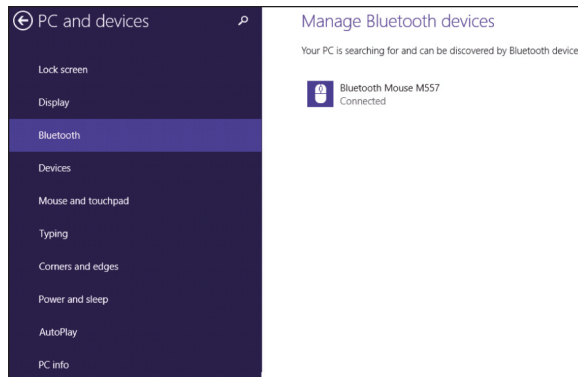 PC and devices
Lock screen
Display
Bluetooth
Devices
Mouse and touchpad
Typing
Corners and edges
Power and sleep
AutoPlay
PC info
Manage Bluetooth devices
Your PC is searching for and can be discovered by Bluetooth device
Bluetooth Mouse M557
Connected